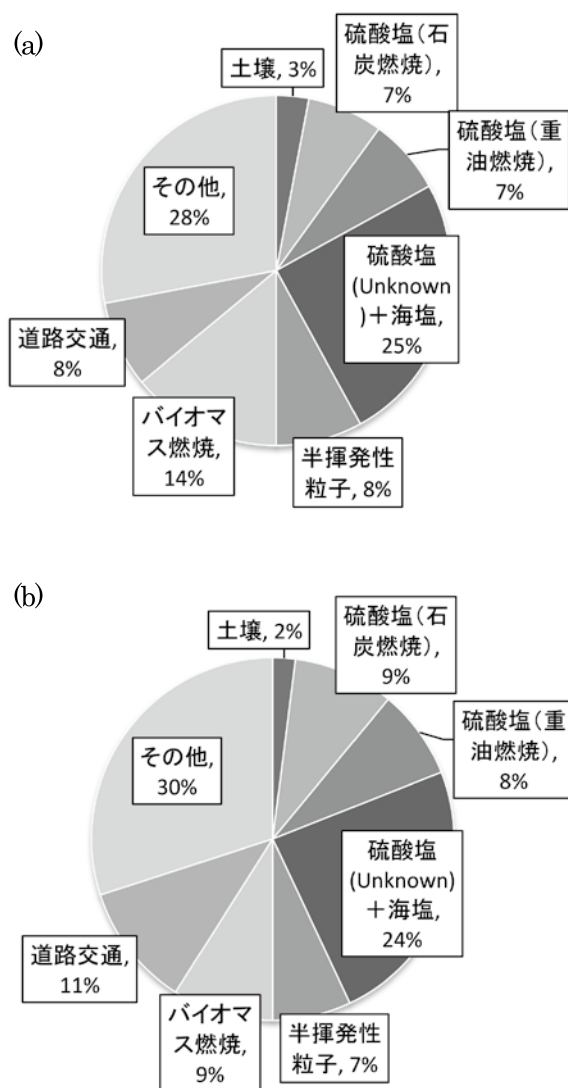 (a)
土壌, 3%
硫酸塩(石
炭燃焼),
7%
硫酸塩(重
油燃焼),
7%
硫酸塩
(Unknown
)+海塩,
25%
半揮発性
粒子, 8%
バイオマ
ス燃焼,
14%
道路交通,
8%
その他,
28%
(b)
土壌, 2%
硫酸塩(石
炭燃焼),
9%
硫酸塩(重
油燃焼),
8%
硫酸塩
(Unknown)
+海塩,
24%
半揮発性
粒子, 7%
バイオマ
ス燃焼,
9%
道路交通,
11%
その他,
30%